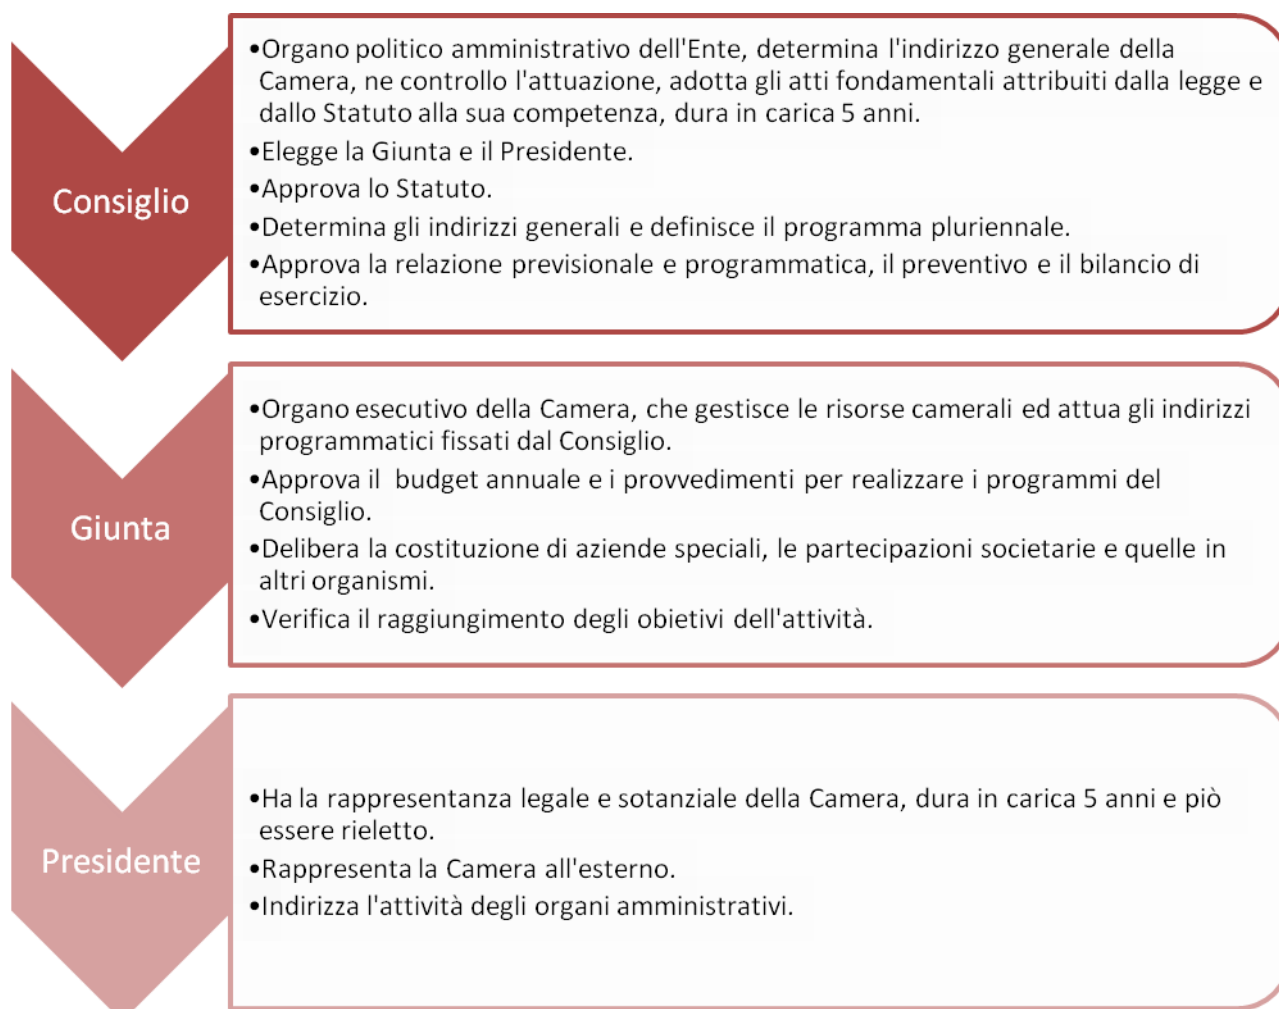 Consiglio
•Organo politico amministrativo dell'Ente, determina l'indirizzo generale della
Camera, ne controllo l'attuazione, adotta gli atti fondamentali attribuiti dalla legge e
dallo Statuto alla sua competenza, dura in carica 5 anni.
•Elegge la Giunta e il Presidente.
•Approva lo Statuto.
•Determina gli indirizzi generali e definisce il programma pluriennale.
•Approva la relazione previsionale e programmatica, il preventivo e il bilancio di
esercizio.
Giunta
•Organo esecutivo della Camera, che gestisce le risorse camerali ed attua gli indirizzi
programmatici fissati dal Consiglio.
•Approva il  budget annuale e i provvedimenti per realizzare i programmi del
Consiglio.
•Delibera la costituzione di aziende speciali, le partecipazioni societarie e quelle in
altri organismi.
•Verifica il raggiungimento degli obietivi dell'attività.
Presidente
•Ha la rappresentanza legale e sotanziale della Camera, dura in carica 5 anni e piò
essere rieletto.
•Rappresenta la Camera all'esterno.
•Indirizza l'attività degli organi amministrativi.